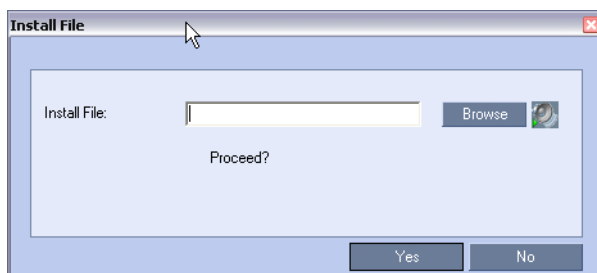 Install File
Install File:
Browse
Proceed?
Yes
No